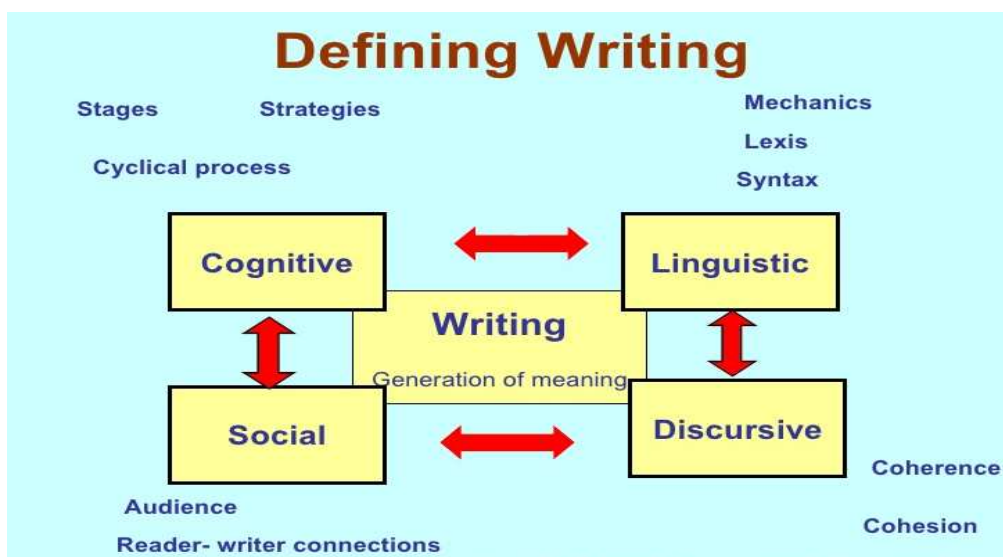 Defining Writing
Stages Strategies
Mechanics
Lexis
Cyclical process
Syntax
Cognitive
Linguistic
Writing
Generation of meaning
Social
Discursive
Coherence
Audience
Cohesion
Reader- writer connections